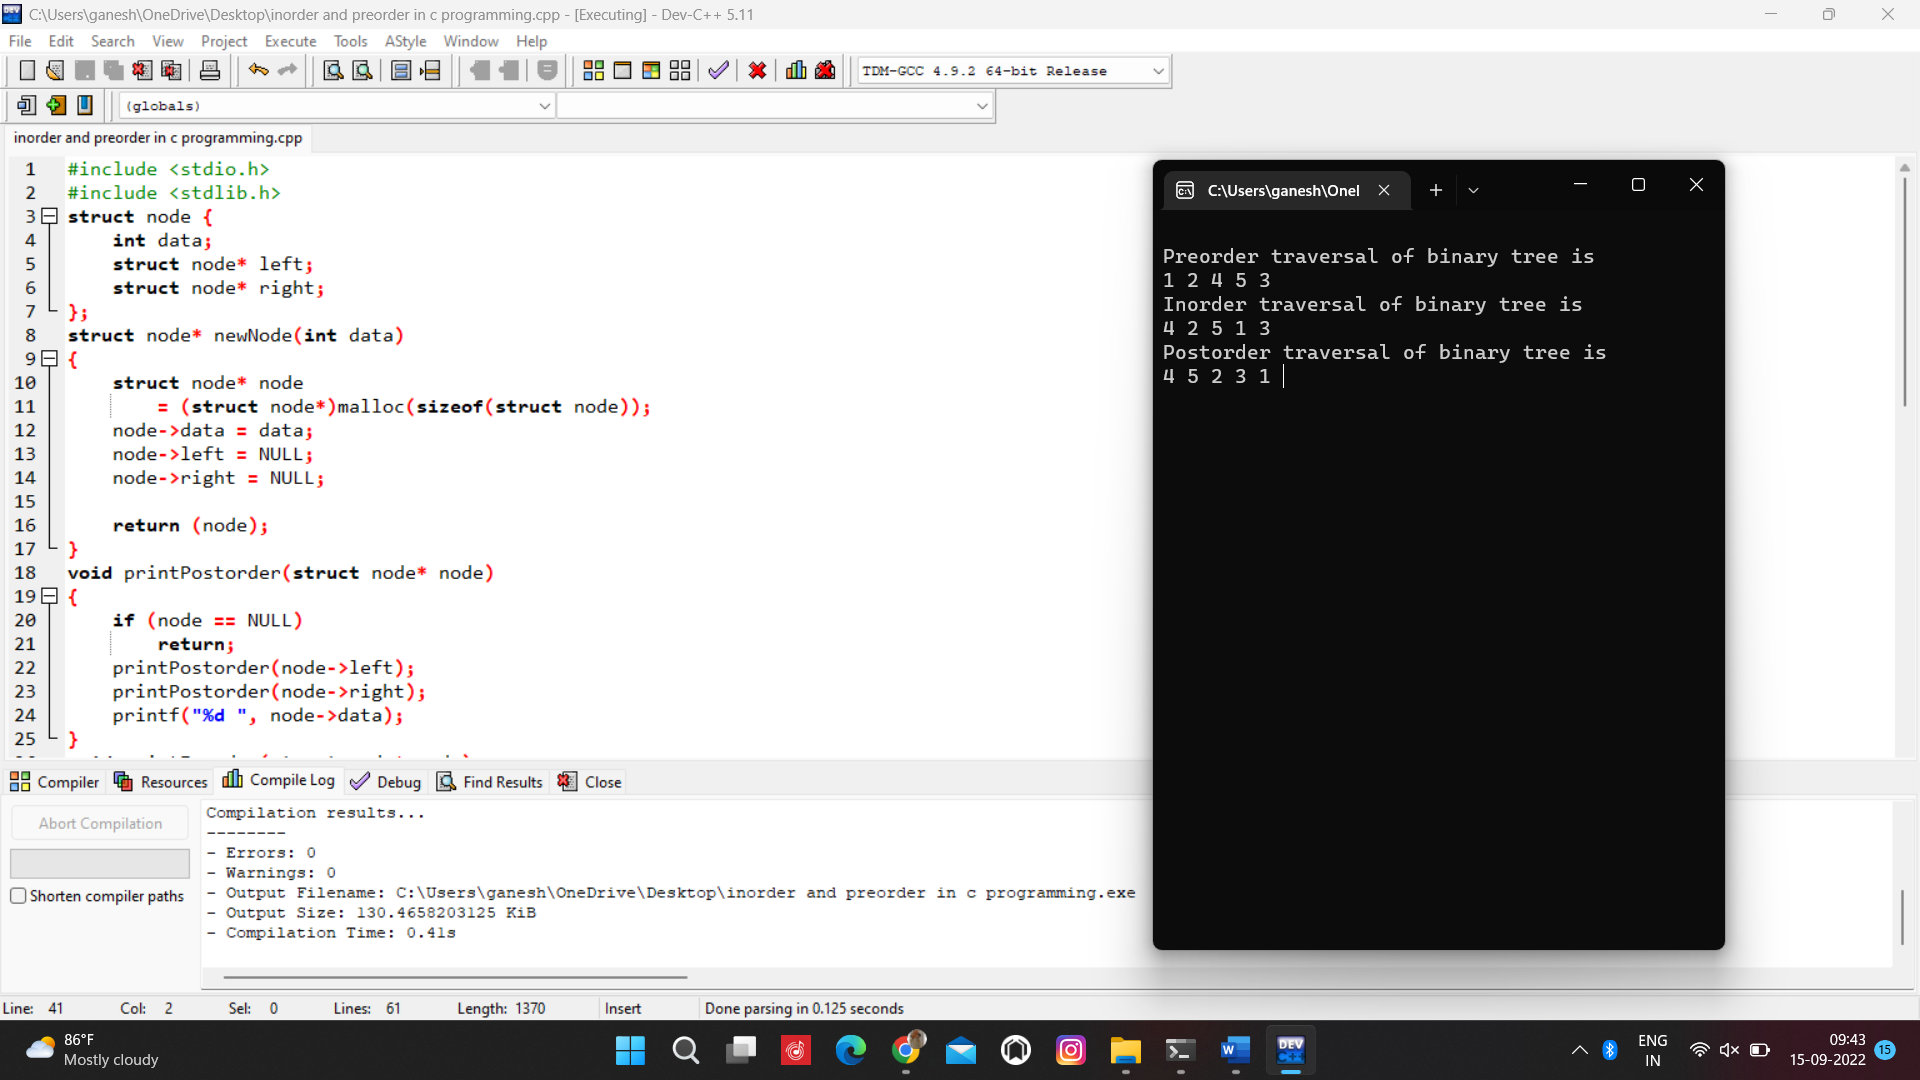 C:\Users\ganesh\OneDrive\Desktop\inorder and preorder in c programming.cpp - [Executing] - Dev-C++ 5.11
File Edit Search View Project Execute Tools AStyle Window Help
TDM-GCC 4.9.2 64-bit Release
(globals)
inorder and preorder in c programming.cpp
1 #include <stdio.h>
2 #include <stdlib.h>
3 struct node {
4 int data;
5 struct node* left;
6 struct node* right;
7 };
8 struct node* newNode(int data)
9 {
10 struct node* node
11 = (struct node*)malloc(sizeof(struct node));
12 node->data = data;
13 node->left = NULL;
14 node->right = NULL;
15
16 return (node);
17 }
18 void printPostorder(struct node* node)
19 {
20 if (node == NULL)
21 return;
22 printPostorder(node->left);
23 printPostorder(node->right);
24 printf("%d ", node->data);
25 }
C:\Users\ganesh\Onel
Preorder traversal of binary tree is
1 2 4 5 3
Inorder traversal of binary tree is
4 2 5 1 3
Postorder traversal of binary tree is
4 5 2 3 1
Compiler Resources Compile Log Debug Find Results Close
Abort Compilation
Shorten compiler paths
Compilation results...
--------
- Errors: 0
- Warnings: 0
- Output Filename: C:\Users\ganesh\OneDrive\Desktop\inorder and preorder in c programming.exe
- Output Size: 130.4658203125 KiB
- Compilation Time: 0.41s
Line: 41 Col: 2 Sel: 0 Lines: 61 Length: 1370 Insert Done parsing in 0.125 seconds
86°F
Mostly cloudy
DEV C++
ENG
IN
09:43
15-09-2022
15